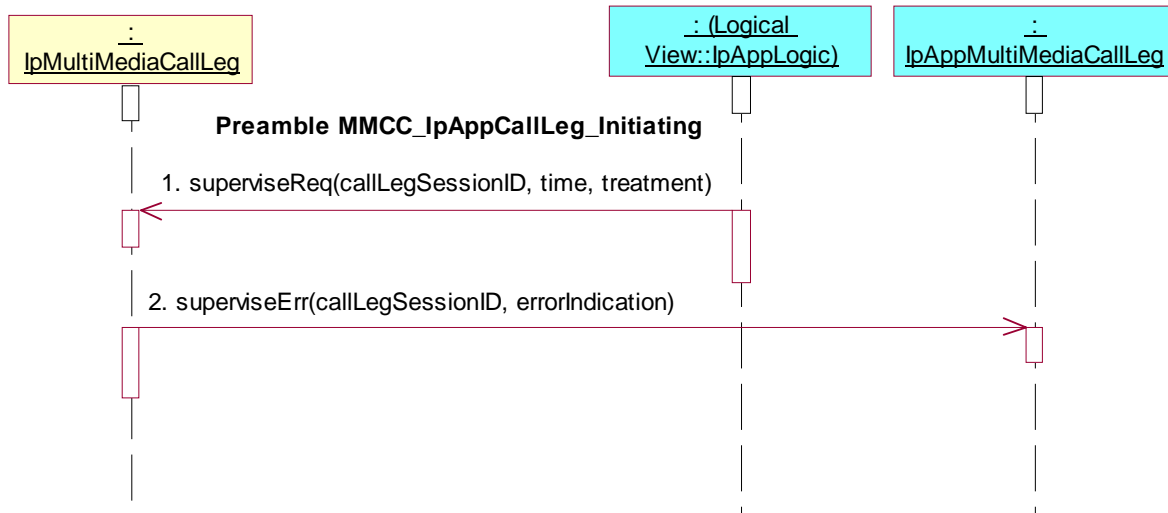 :
IpMultiMediaCallLeg
: (Logical
View::IpAppLogic)
:
IpAppMultiMediaCallLeg
Preamble MMCC_IpAppCallLeg_Initiating
1. superviseReq(callLegSessionID, time, treatment)
2. superviseErr(callLegSessionID, errorIndication)